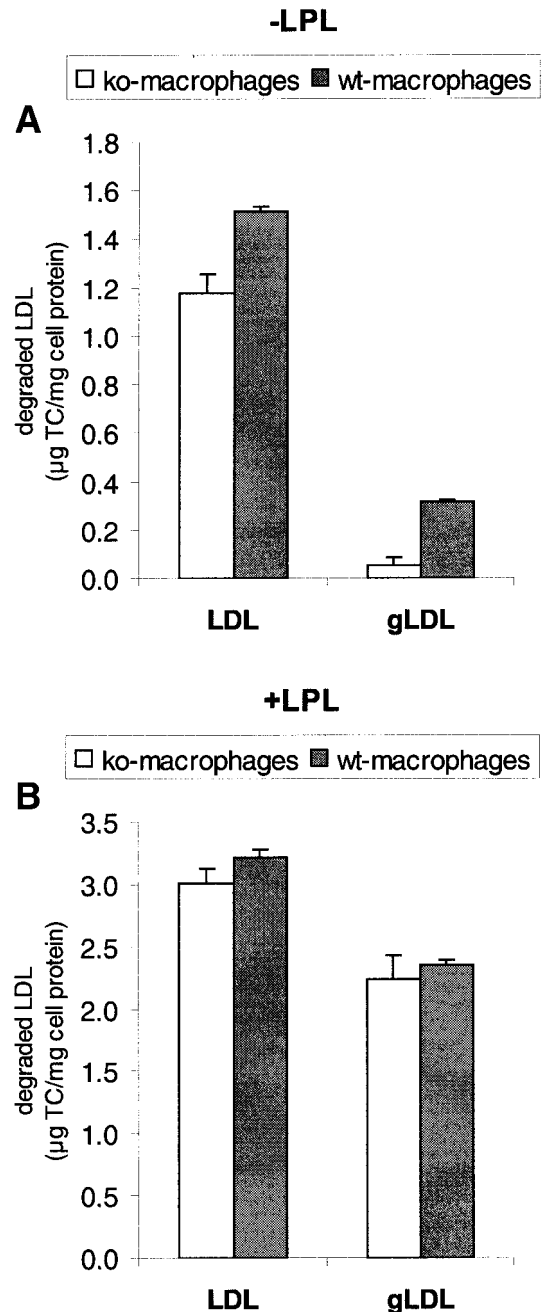 -LPL
ko-macrophages wt-macrophages
A
degraded LDL
(µg TC/mg cell protein)
1.8
1.6
1.4
1.2
1.0
0.8
0.6
0.4
0.2
0.0
LDL gLDL
+LPL
ko-macrophages wt-macrophages
B
degraded LDL
(µg TC/mg cell protein)
3.5
3.0
2.5
2.0
1.5
1.0
0.5
0.0
LDL gLDL